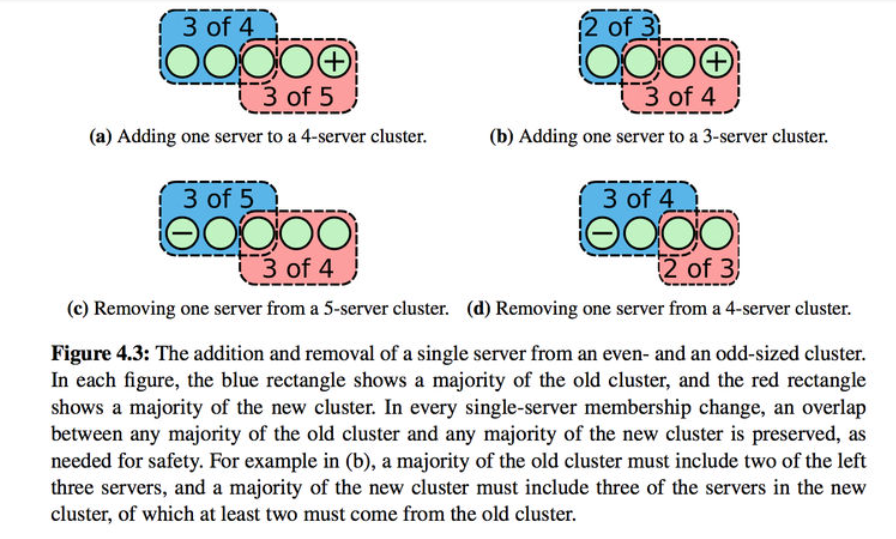 3 of 4
+
3 of 5
(a) Adding one server to a 4-server cluster.
2 of 3
+
3 of 4
(b) Adding one server to a 3-server cluster.
3 of 5
−
3 of 4
(c) Removing one server from a 5-server cluster.
3 of 4
−
2 of 3
(d) Removing one server from a 4-server cluster.
Figure 4.3: The addition and removal of a single server from an even- and an odd-sized cluster.
In each figure, the blue rectangle shows a majority of the old cluster, and the red rectangle
shows a majority of the new cluster. In every single-server membership change, an overlap
between any majority of the old cluster and any majority of the new cluster is preserved, as
needed for safety. For example in (b), a majority of the old cluster must include two of the left
three servers, and a majority of the new cluster must include three of the servers in the new
cluster, of which at least two must come from the old cluster.